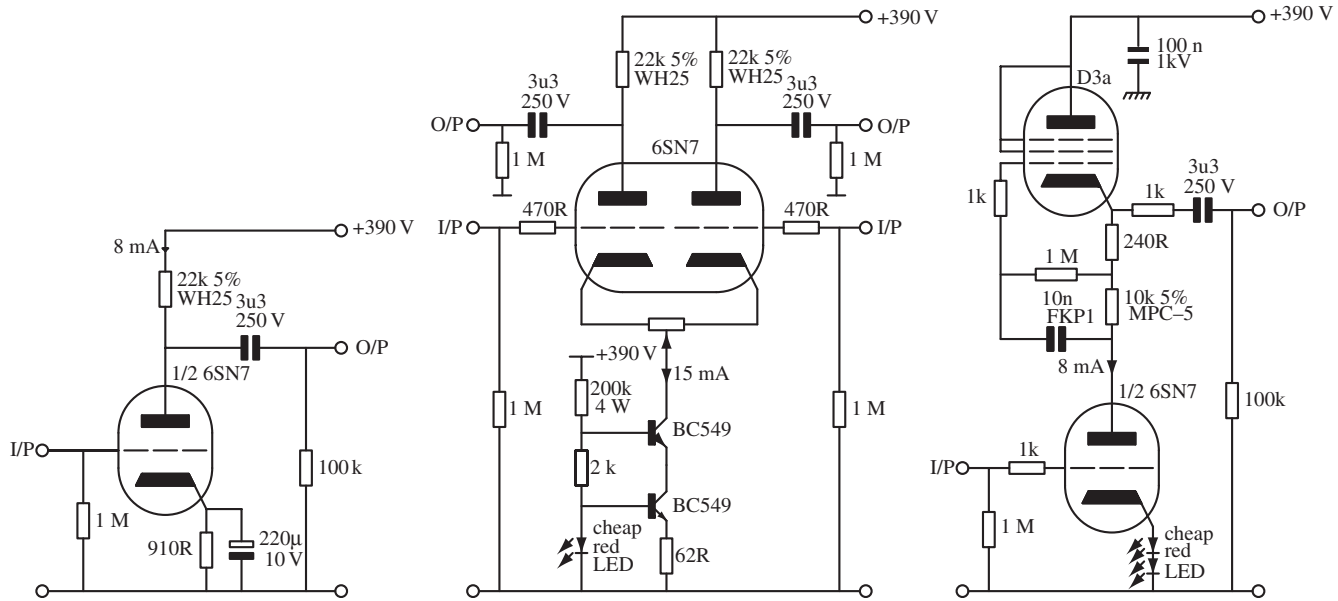 +390 V
8 mA
22k 5%
WH25
3u3
250 V
O/P
1/2 6SN7
I/P
1 M
910R
220µ
10 V
100 k
+390 V
22k 5%
WH25
22k 5%
WH25
3u3
250 V
3u3
250 V
O/P
O/P
1 M
1 M
6SN7
I/P
470R
470R
I/P
+390 V
15 mA
200k
4 W
1 M
1 M
BC549
2 k
BC549
cheap
red
LED
62R
+390 V
100 n
1kV
D3a
3u3
250 V
1k
1k
O/P
240R
1 M
10n
FKP1
10k 5%
MPC–5
8 mA
1/2 6SN7
100k
I/P
1k
1 M
cheap
red
LED